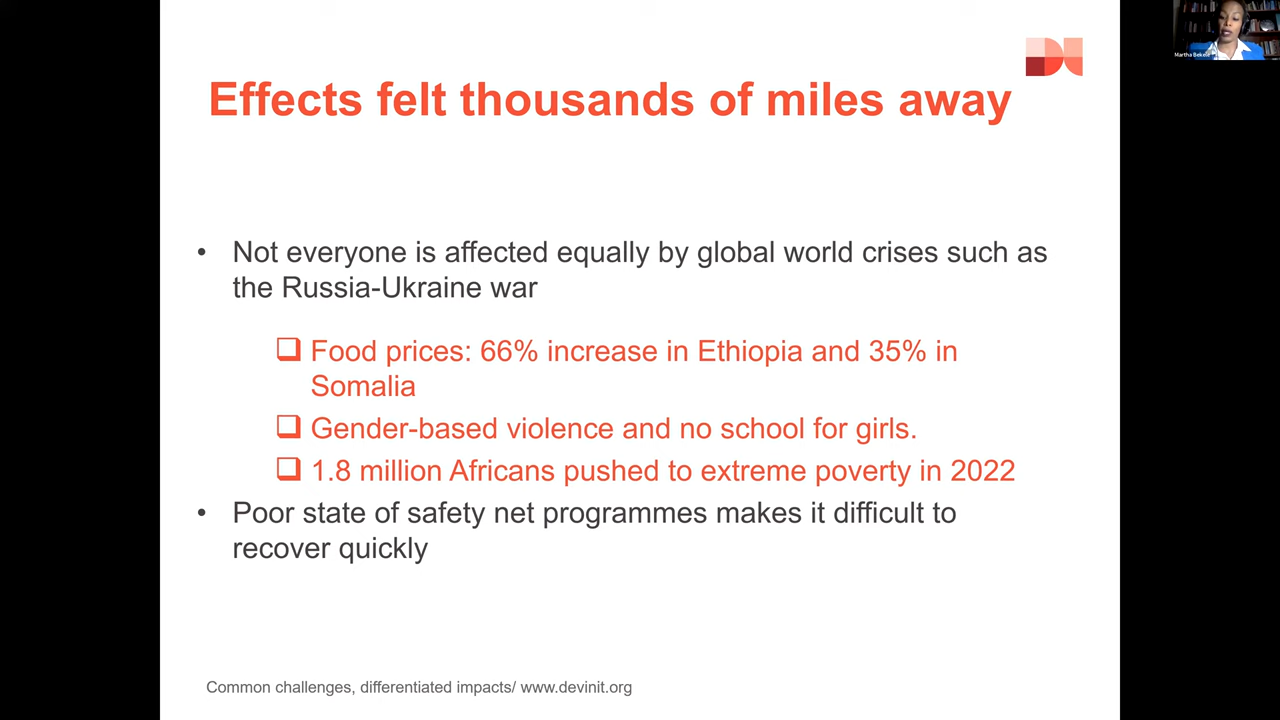 Effects felt thousands of miles away
Martha Bekele
• Not everyone is affected equally by global world crises such as
the Russia-Ukraine war
❑ Food prices: 66% increase in Ethiopia and 35% in
Somalia
❑ Gender-based violence and no school for girls.
❑ 1.8 million Africans pushed to extreme poverty in 2022
• Poor state of safety net programmes makes it difficult to
recover quickly
Common challenges, differentiated impacts/ www.devinit.org